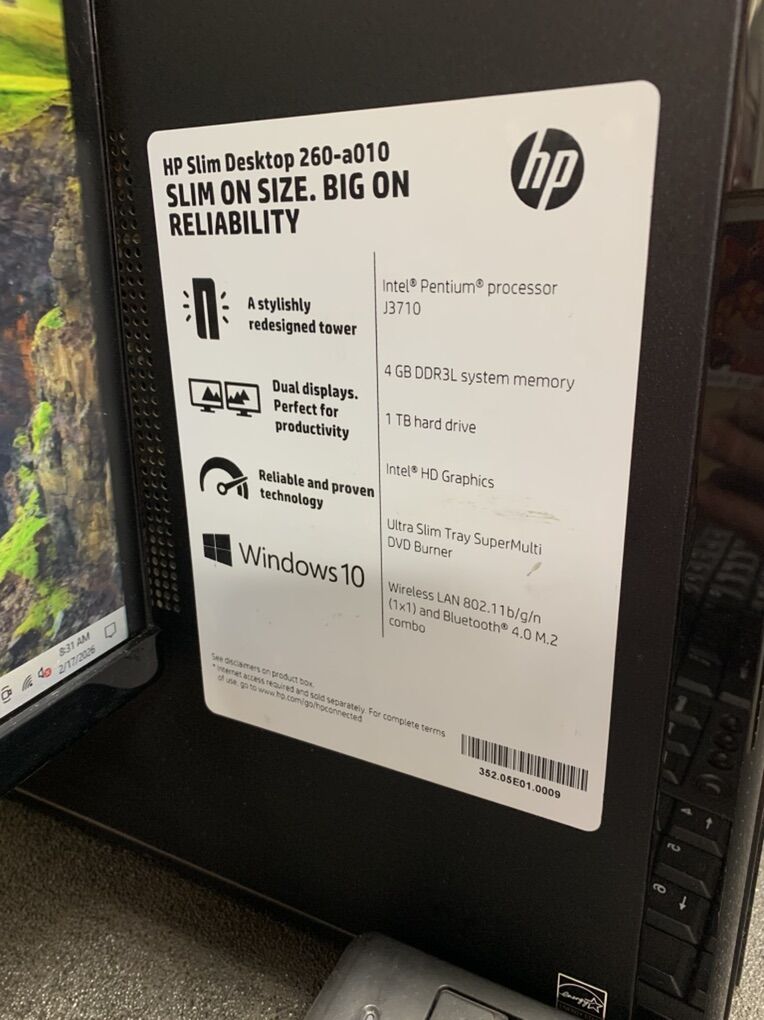 HP Slim Desktop 260-a010
SLIM ON SIZE. BIG ON
RELIABILITY
hp
A stylishly
redesigned tower
Dual displays.
Perfect for
productivity
Reliable and proven
technology
Windows 10
Intel® Pentium® processor
J3710
4 GB DDR3L system memory
1 TB hard drive
Intel® HD Graphics
Ultra Slim Tray SuperMulti
DVD Burner
Wireless LAN 802.11b/g/n
(1x1) and Bluetooth® 4.0 M.2
combo
See disclaimers on product box.
* Internet access required and sold separately. For complete terms
of use, go to www.hp.com/go/hpconnected
352.05E01.0009
8:31 AM
2/17/2026
energy